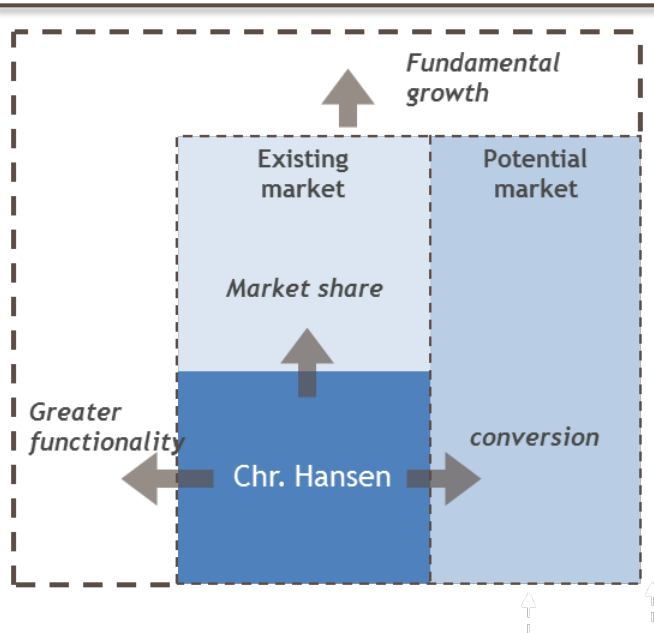 Fundamental
growth
Existing
market
Potential
market
Market share
Greater
functionality
conversion
Chr. Hansen